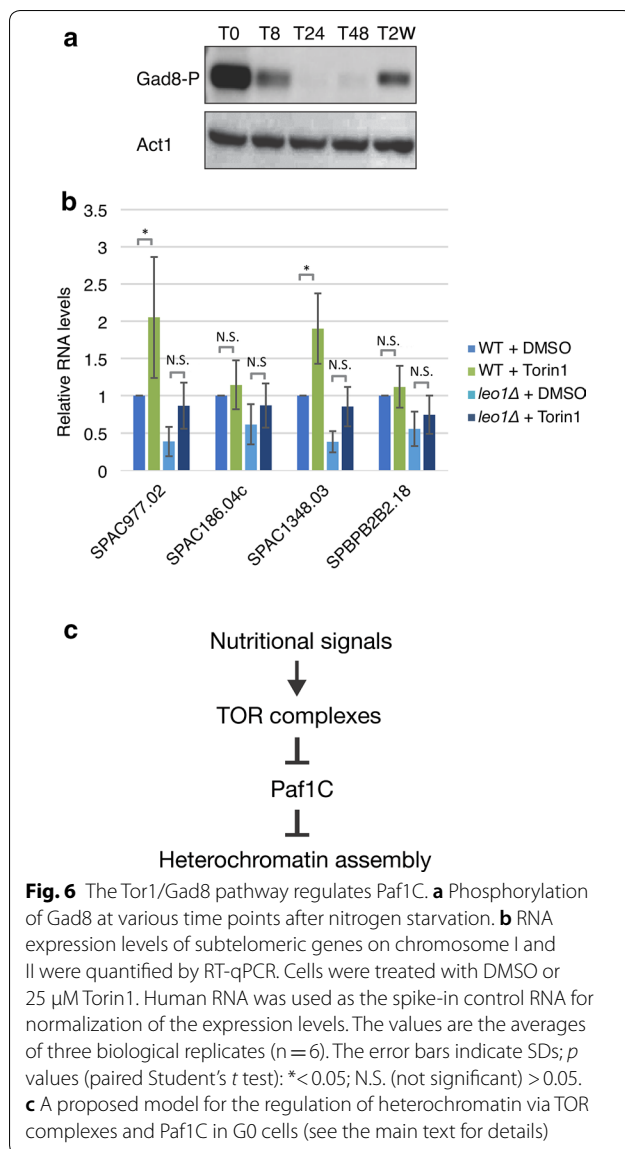 a
T0 T8 T24 T48 T2W
Gad8-P
Act1
b
3.5
3
2.5
2
1.5
1
0.5
0
Relative RNA levels
*
N.S.
N.S.
N.S.
*
N.S.
N.S.
N.S.
SPAC977.02
SPAC186.04c
SPAC1348.03
SPBPB2B2.18
WT + DMSO
WT + Torin1
leo1Δ + DMSO
leo1Δ + Torin1
c
Nutritional signals
TOR complexes
Paf1C
Heterochromatin assembly
Fig. 6 The Tor1/Gad8 pathway regulates Paf1C. a Phosphorylation
of Gad8 at various time points after nitrogen starvation. b RNA
expression levels of subtelomeric genes on chromosome I and
II were quantified by RT-qPCR. Cells were treated with DMSO or
25 μM Torin1. Human RNA was used as the spike-in control RNA for
normalization of the expression levels. The values are the averages
of three biological replicates (n = 6). The error bars indicate SDs; p
values (paired Student's t test): *< 0.05; N.S. (not significant) > 0.05.
c A proposed model for the regulation of heterochromatin via TOR
complexes and Paf1C in G0 cells (see the main text for details)